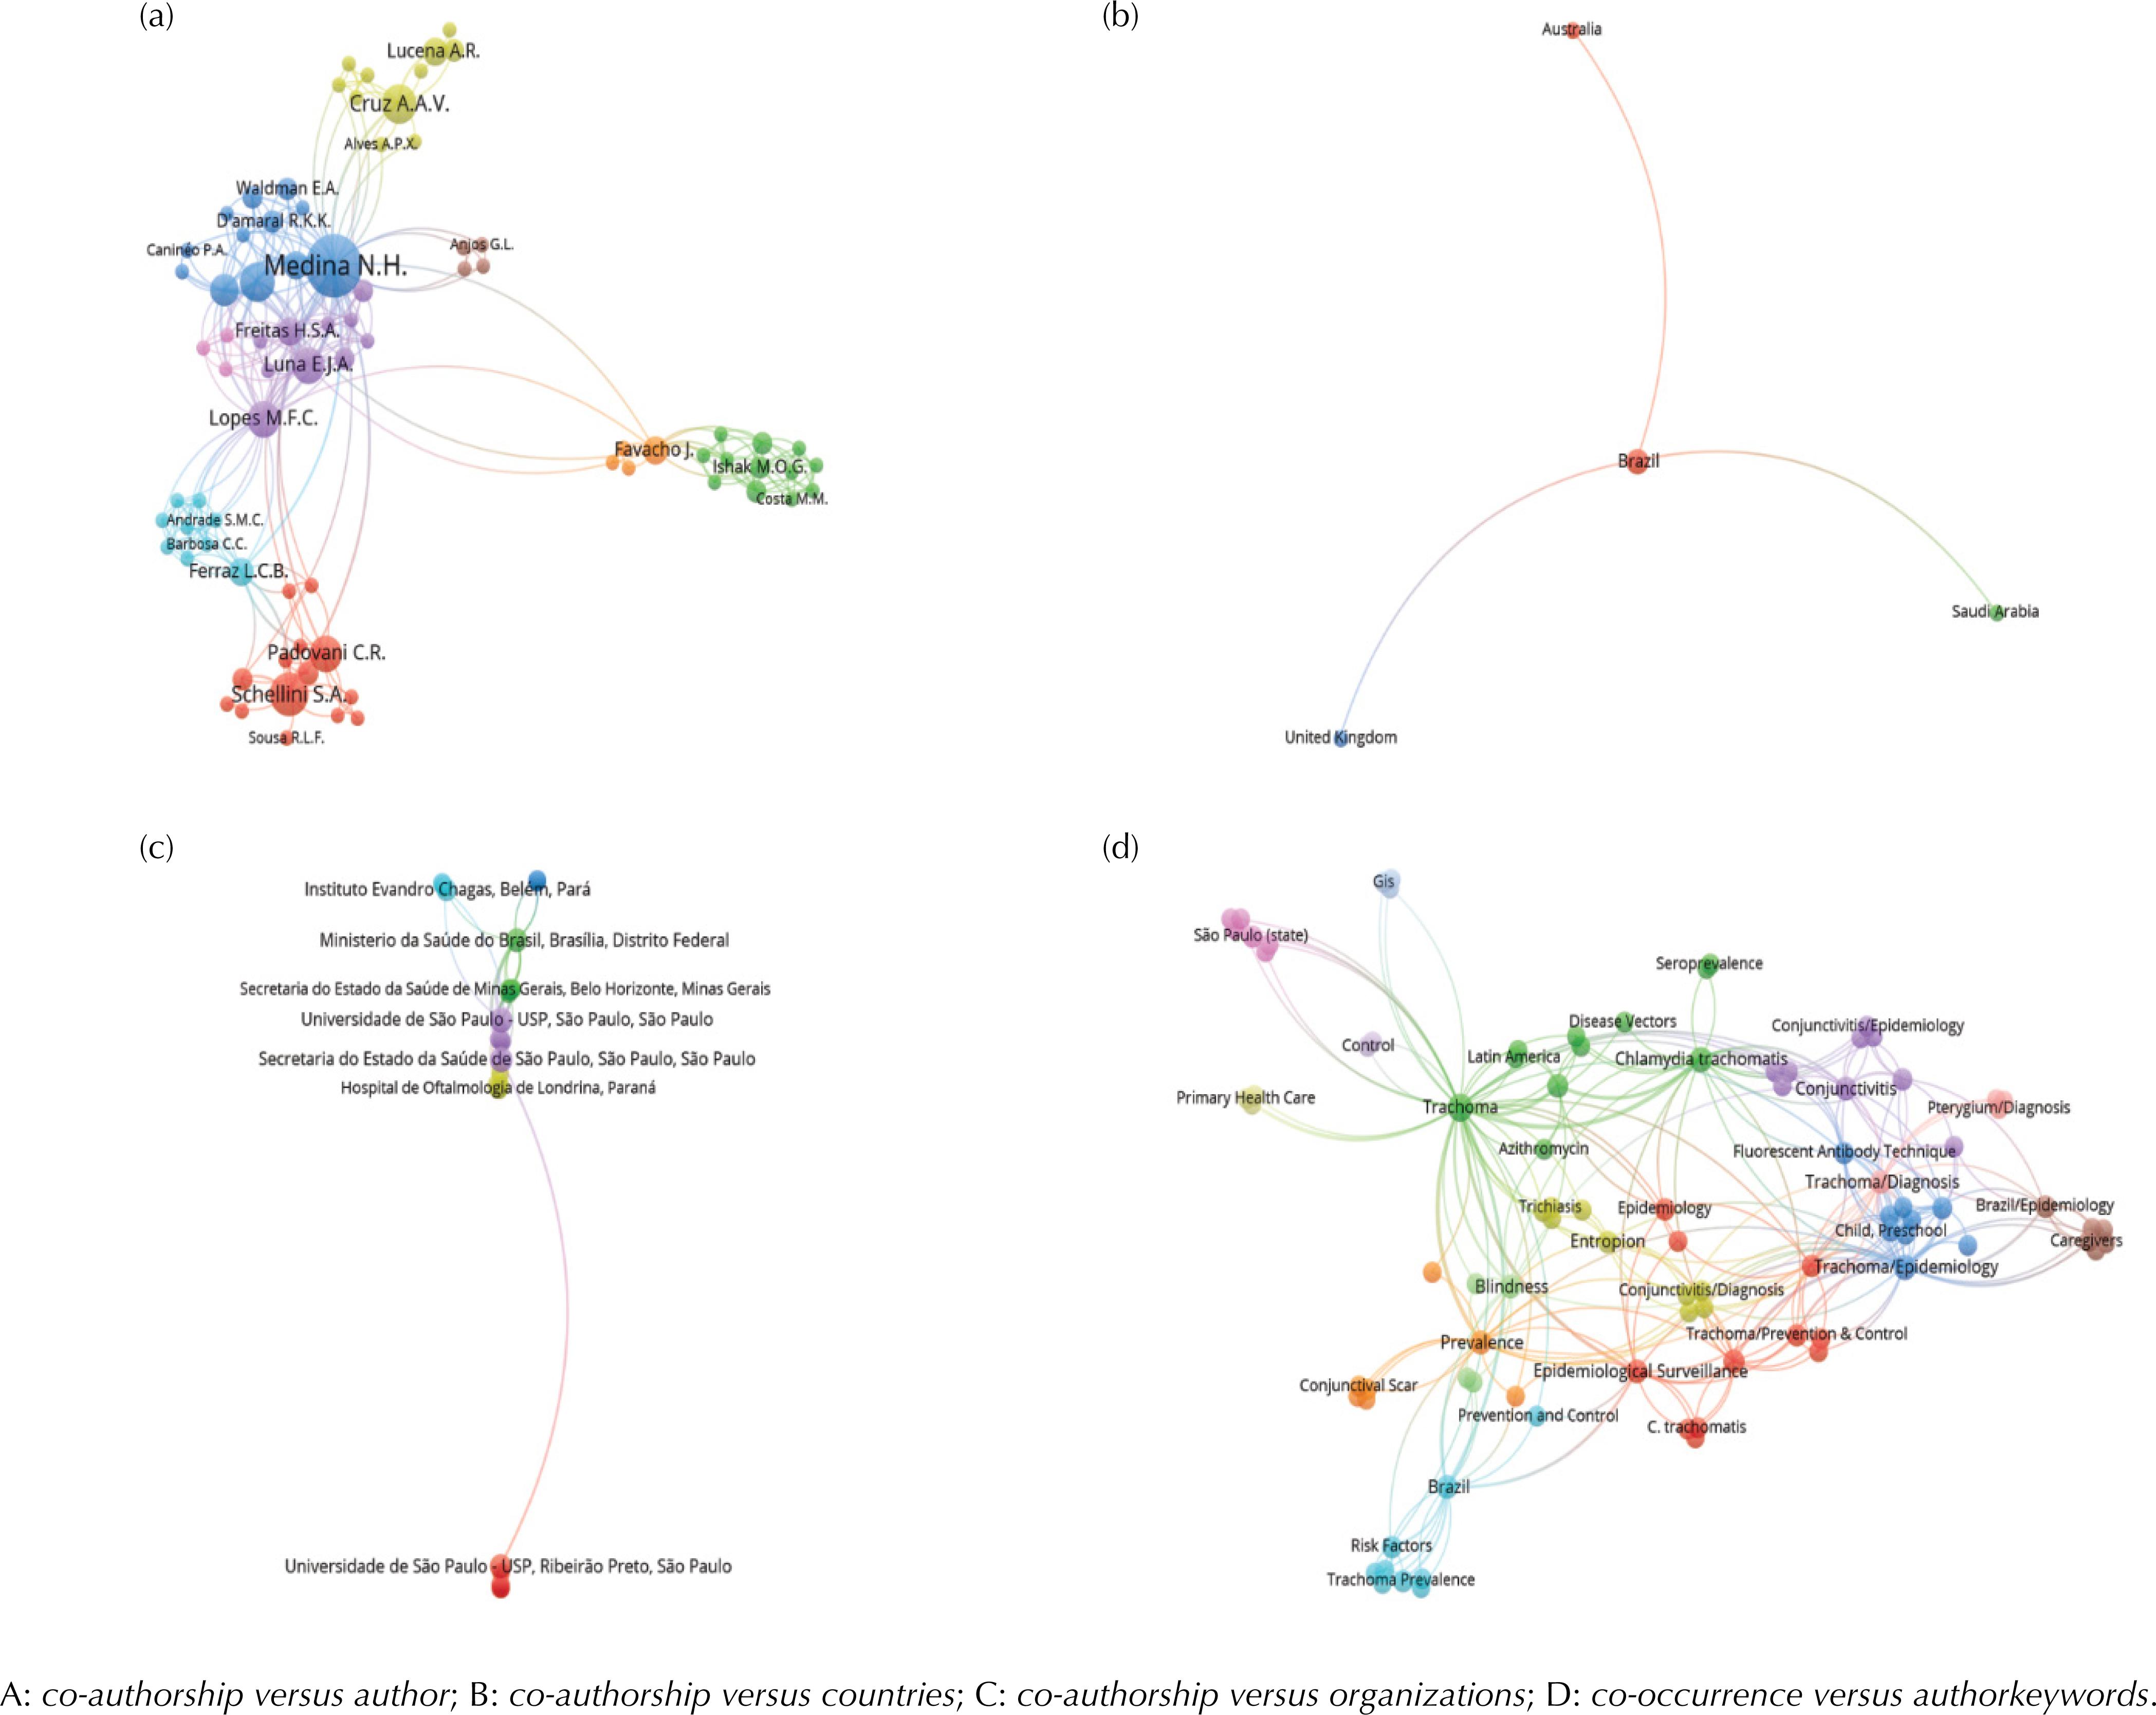 (a)
Lucena A.R.
Cruz A.A.V.
Alves A.P.X.
Waldman E.A.
D'amaral R.K.K.
Caninéo P.A.
Medina N.H.
Anjos G.L.
Freitas H.S.A.
Luna E.J.A.
Lopes M.F.C.
Favacho J.
Ishak M.O.G.
Costa M.M.
Andrade S.M.C.
Barbosa C.C.
Ferraz L.C.B.
Padovani C.R.
Schellini S.A.
Sousa R.L.F.
(b)
Australia
Brazil
Saudi Arabia
United Kingdom
(c)
Instituto Evandro Chagas, Belém, Pará
Ministerio da Saúde do Brasil, Brasília, Distrito Federal
Secretaria do Estado da Saúde de Minas Gerais, Belo Horizonte, Minas Gerais
Universidade de São Paulo - USP, São Paulo, São Paulo
Secretaria do Estado da Saúde de São Paulo, São Paulo, São Paulo
Hospital de Oftalmologia de Londrina, Paraná
Universidade de São Paulo - USP, Ribeirão Preto, São Paulo
(d)
Gis
São Paulo (state)
Seroprevalence
Disease Vectors
Conjunctivitis/Epidemiology
Control
Latin America
Chlamydia trachomatis
Conjunctivitis
Primary Health Care
Trachoma
Pterygium/Diagnosis
Azithromycin
Fluorescent Antibody Technique
Trachoma/Diagnosis
Trichiasis
Epidemiology
Brazil/Epidemiology
Child, Preschool
Entropion
Caregivers
Trachoma/Epidemiology
Blindness
Conjunctivitis/Diagnosis
Trachoma/Prevention & Control
Prevalence
Epidemiological Surveillance
Conjunctival Scar
Prevention and Control
C. trachomatis
Brazil
Risk Factors
Trachoma Prevalence
A: co-authorship versus author; B: co-authorship versus countries; C: co-authorship versus organizations; D: co-occurrence versus authorkeywords.